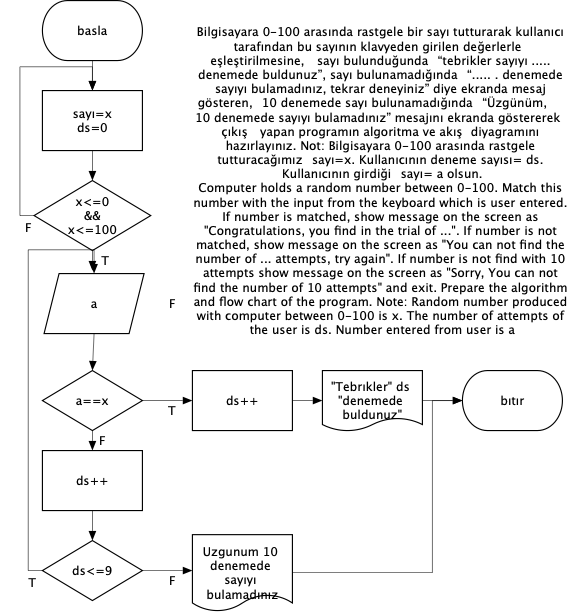 basla
Bilgisayara 0-100 arasında rastgele bir sayı tutturarak kullanıcı
tarafından bu sayının klavyeden girilen değerlerle
eşleştirilmesine, sayı bulunduğunda "tebrikler sayıyı .....
denemede buldunuz", sayı bulunamadığında "..... . denemede
sayıyı bulamadınız, tekrar deneyiniz" diye ekranda mesaj
gösteren, 10 denemede sayı bulunamadığında "Üzgünüm,
10 denemede sayıyı bulamadınız" mesajını ekranda göstererek
çıkış yapan programın algoritma ve akış diyagramını
hazırlayınız. Not: Bilgisayara 0-100 arasında rastgele
tutturacağımız sayı=x. Kullanıcının deneme sayısı= ds.
Kullanıcının girdiği sayı= a olsun.
Computer holds a random number between 0-100. Match this
number with the input from the keyboard which is user entered.
If number is matched, show message on the screen as
"Congratulations, you find in the trial of ...". If number is not
matched, show message on the screen as "You can not find the
number of ... attempts, try again". If number is not find with 10
attempts show message on the screen as "Sorry, You can not
find the number of 10 attempts" and exit. Prepare the algorithm
and flow chart of the program. Note: Random number produced
with computer between 0-100 is x. The number of attempts of
the user is ds. Number entered from user is a
sayı=x
ds=0
x<=0
&&
x<=100
F
T
a
F
a==x
T
ds++
"Tebrıkler" ds
"denemede
buldunuz"
bıtır
F
ds++
ds<=9
T
F
Uzgunum 10
denemede
sayıyı
bulamadınız